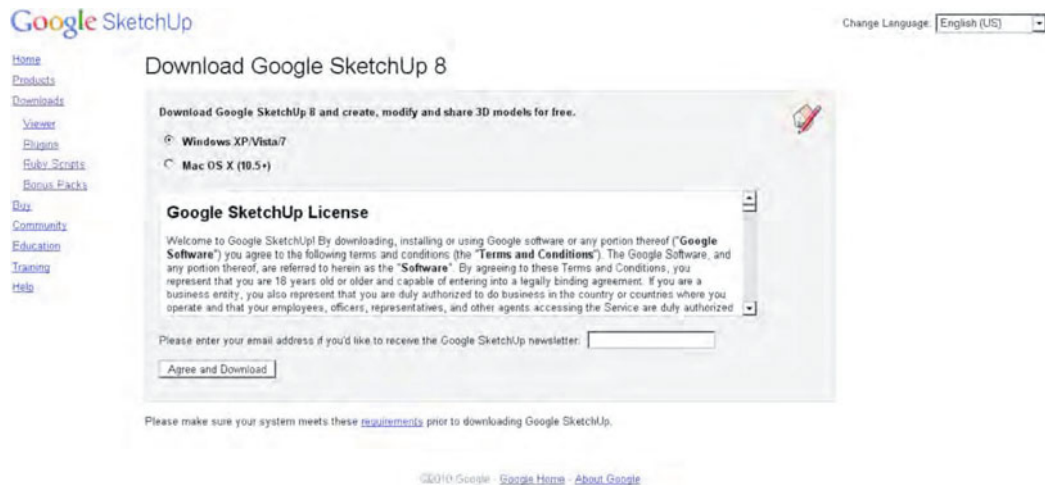 Google SketchUp
Change Language: English (US)
Home
Products
Downloads
Viewer
Plugins
Ruby Scripts
Bonus Packs
Buy
Community
Education
Training
Help
Download Google SketchUp 8
Download Google SketchUp 8 and create, modify and share 3D models for free.
Windows XP/Vista/7
Mac OS X (10.5+)
Google SketchUp License
Welcome to Google SketchUp! By downloading, installing or using Google software or any portion thereof ("Google
Software") you agree to the following terms and conditions (the "Terms and Conditions"). The Google Software, and
any portion thereof, are referred to herein as the "Software". By agreeing to these Terms and Conditions, you
represent that you are 18 years old or older and capable of entering into a legally binding agreement. If you are a
business entity, you also represent that you are duly authorized to do business in the country or countries where you
operate and that your employees, officers, representatives, and other agents accessing the Service are duly authorized
Please enter your email address if you'd like to receive the Google SketchUp newsletter:
Agree and Download
Please make sure your system meets these requirements prior to downloading Google SketchUp.
©2010 Google - Google Home - About Google